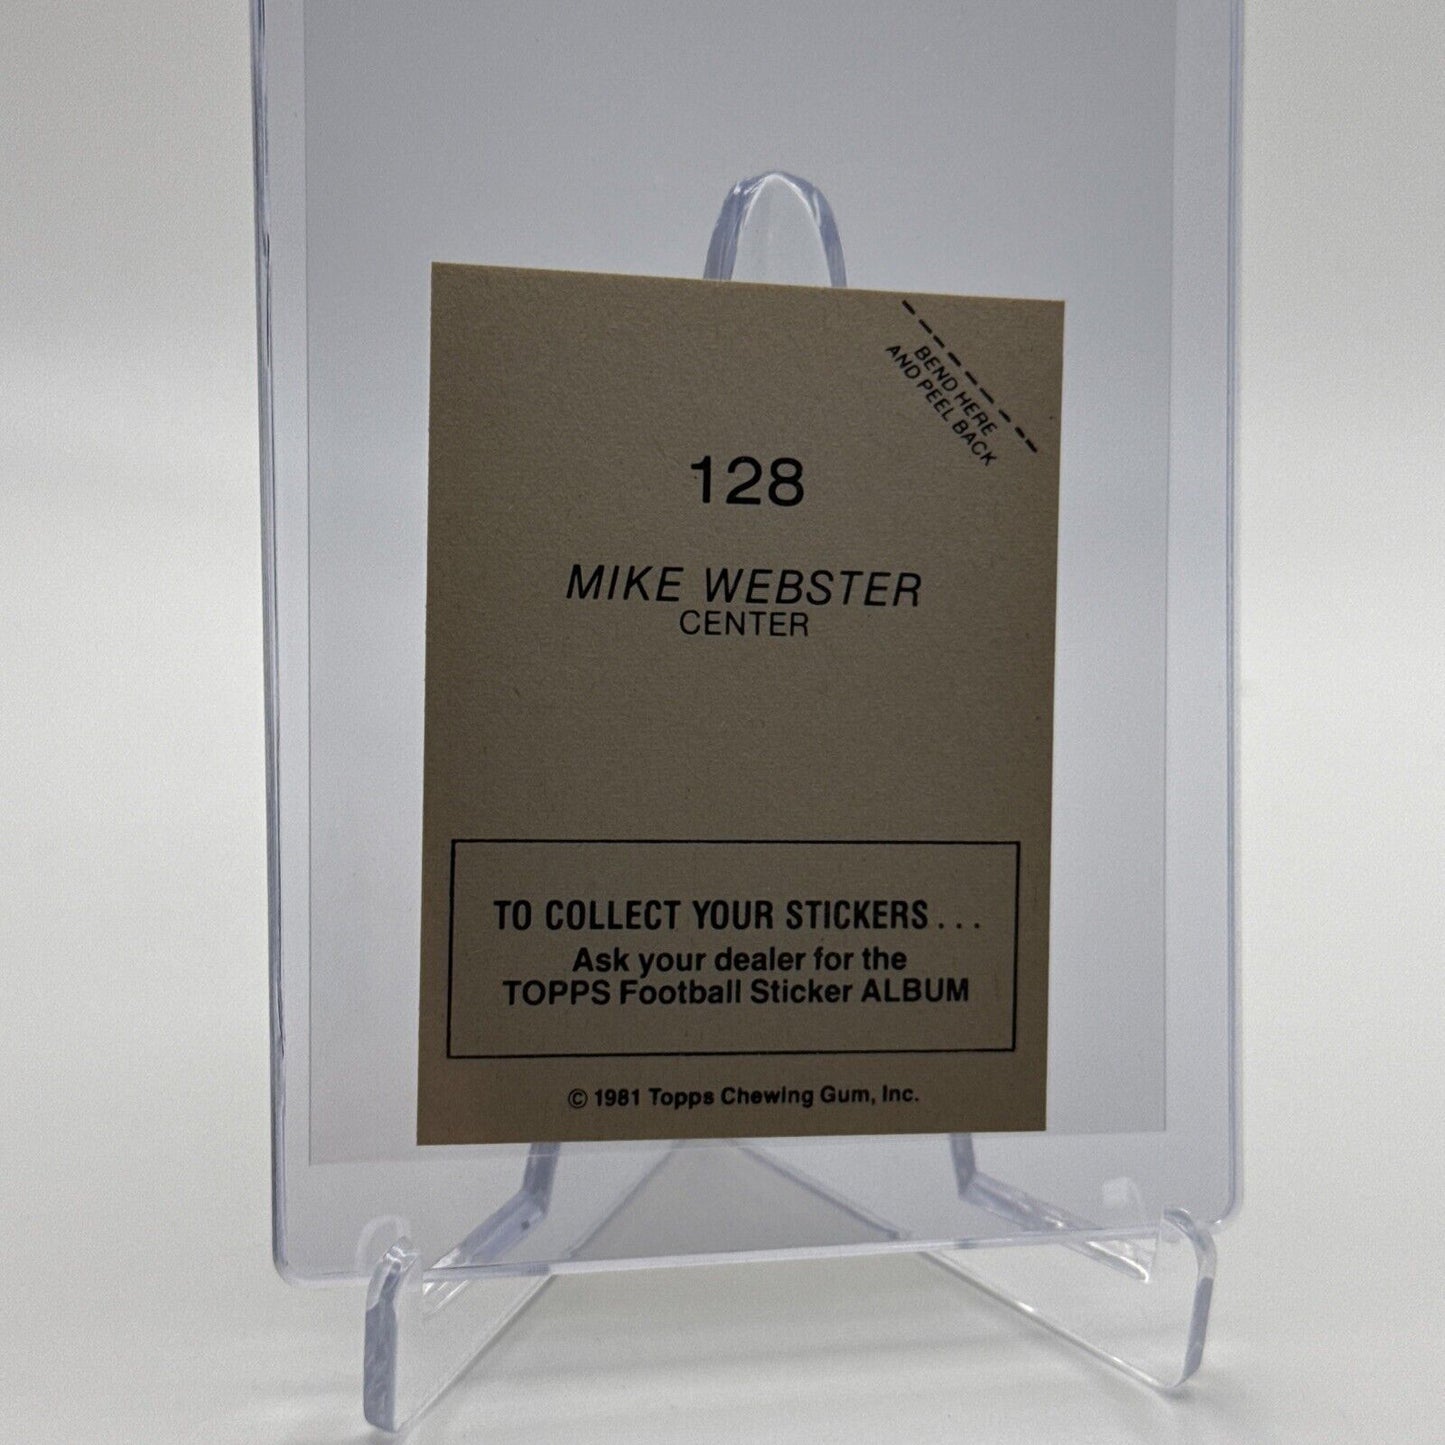 BEND HERE
AND PEEL BACK
128
MIKE WEBSTER
CENTER
TO COLLECT YOUR STICKERS...
Ask your dealer for the
TOPPS Football Sticker ALBUM
© 1981 Topps Chewing Gum, Inc.